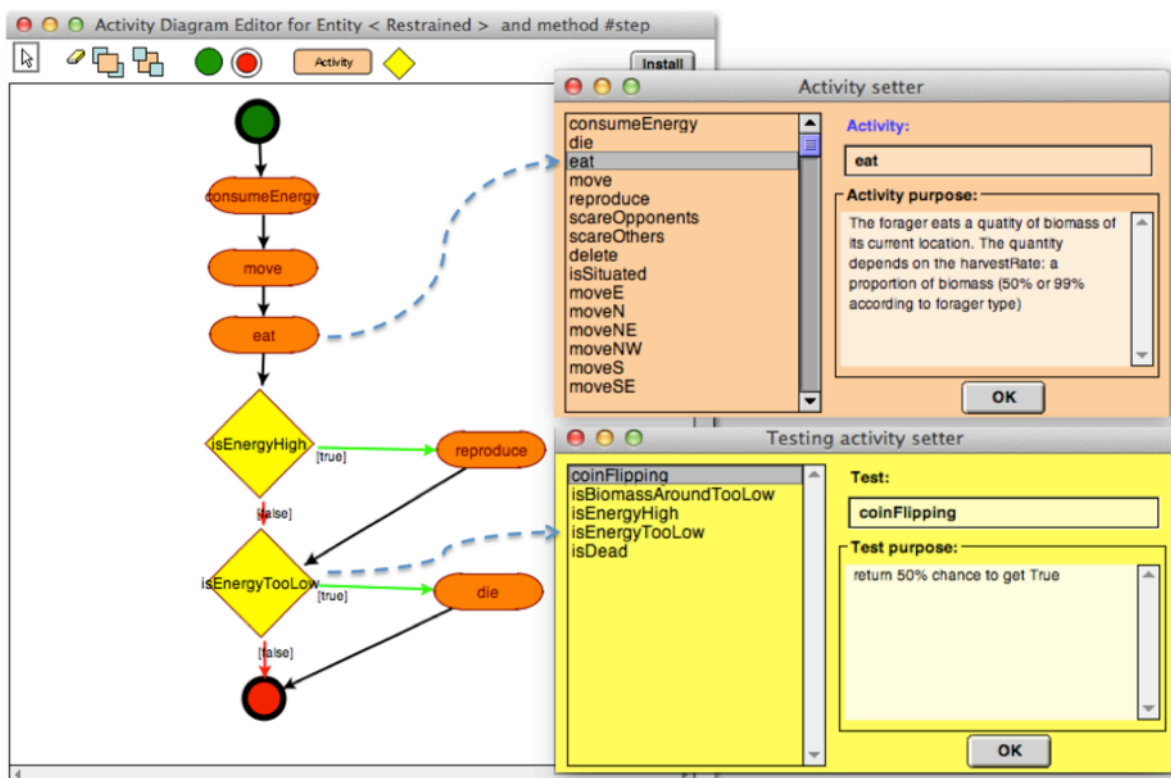 Activity Diagram Editor for Entity < Restrained > and method #step
Activity
Install
consumeEnergy
move
eat
isEnergyHigh
[true]
reproduce
[false]
isEnergyTooLow
[true]
die
[false]
Activity setter
consumeEnergy
die
eat
move
reproduce
scareOpponents
scareOthers
delete
isSituated
moveE
moveN
moveNE
moveNW
moveS
moveSE
Activity:
eat
Activity purpose:
The forager eats a quatity of biomass of
its current location. The quantity
depends on the harvestRate: a
proportion of biomass (50% or 99%
according to forager type)
OK
Testing activity setter
coinFlipping
isBiomassAroundTooLow
isEnergyHigh
isEnergyTooLow
isDead
Test:
coinFlipping
Test purpose:
return 50% chance to get True
OK